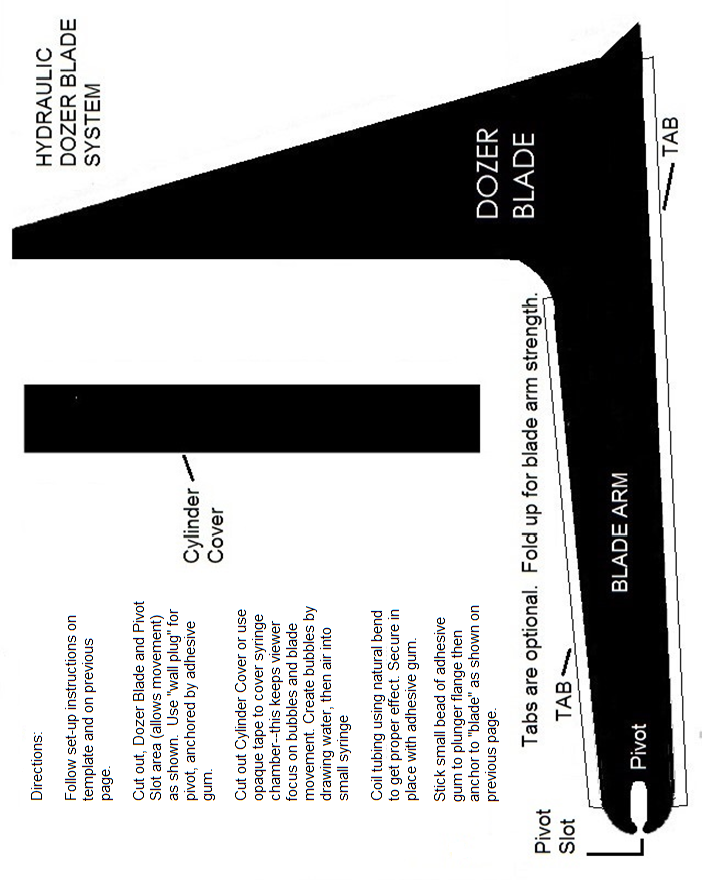 HYDRAULIC
DOZER BLADE
SYSTEM
DOZER
BLADE
TAB
Cylinder
Cover
Directions:
Follow set-up instructions on
template and on previous
page.
Cut out, Dozer Blade and Pivot
Slot area (allows movement)
as shown. Use "wall plug" for
pivot, anchored by adhesive
gum.
Cut out Cylinder Cover or use
opaque tape to cover syringe
chamber--this keeps viewer
focus on bubbles and blade
movement. Create bubbles by
drawing water, then air into
small syringe
Coil tubing using natural bend
to get proper effect. Secure in
place with adhesive gum.
Stick small bead of adhesive
gum to plunger flange then
anchor to "blade" as shown on
previous page.
Tabs are optional. Fold up for blade arm strength.
TAB
BLADE ARM
Pivot
Pivot
Slot